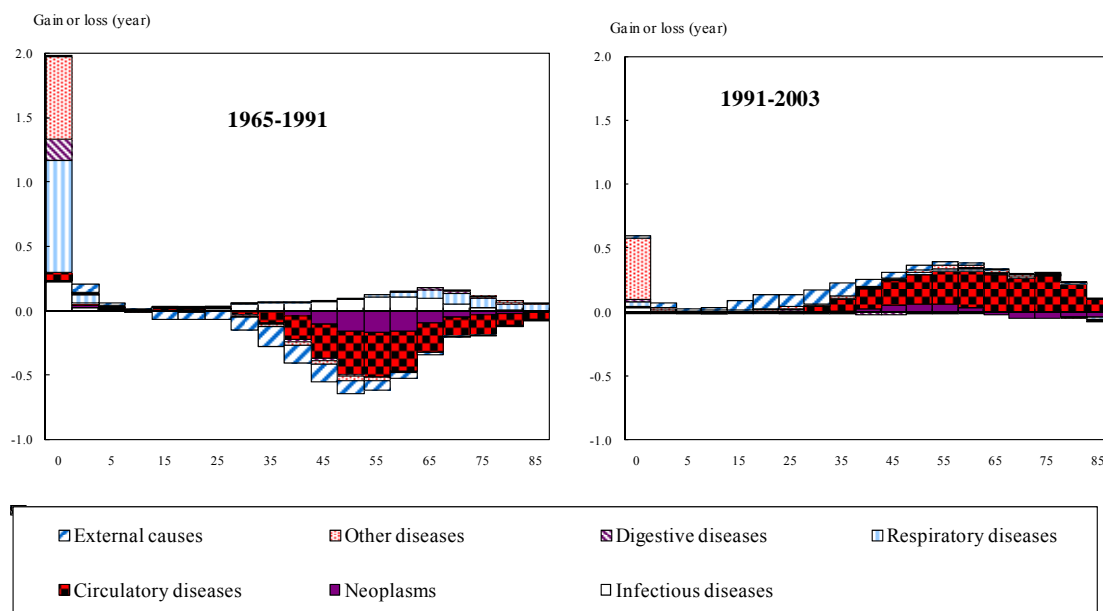 Gain or loss (year)
2.0
1.5
1.0
0.5
0.0
-0.5
-1.0
1965-1991
0 5 15 25 35 45 55 65 75 85
Gain or loss (year)
2.0
1.5
1.0
0.5
0.0
-0.5
-1.0
1991-2003
0 5 15 25 35 45 55 65 75 85
External causes Other diseases Digestive diseases Respiratory diseases
Circulatory diseases Neoplasms Infectious diseases